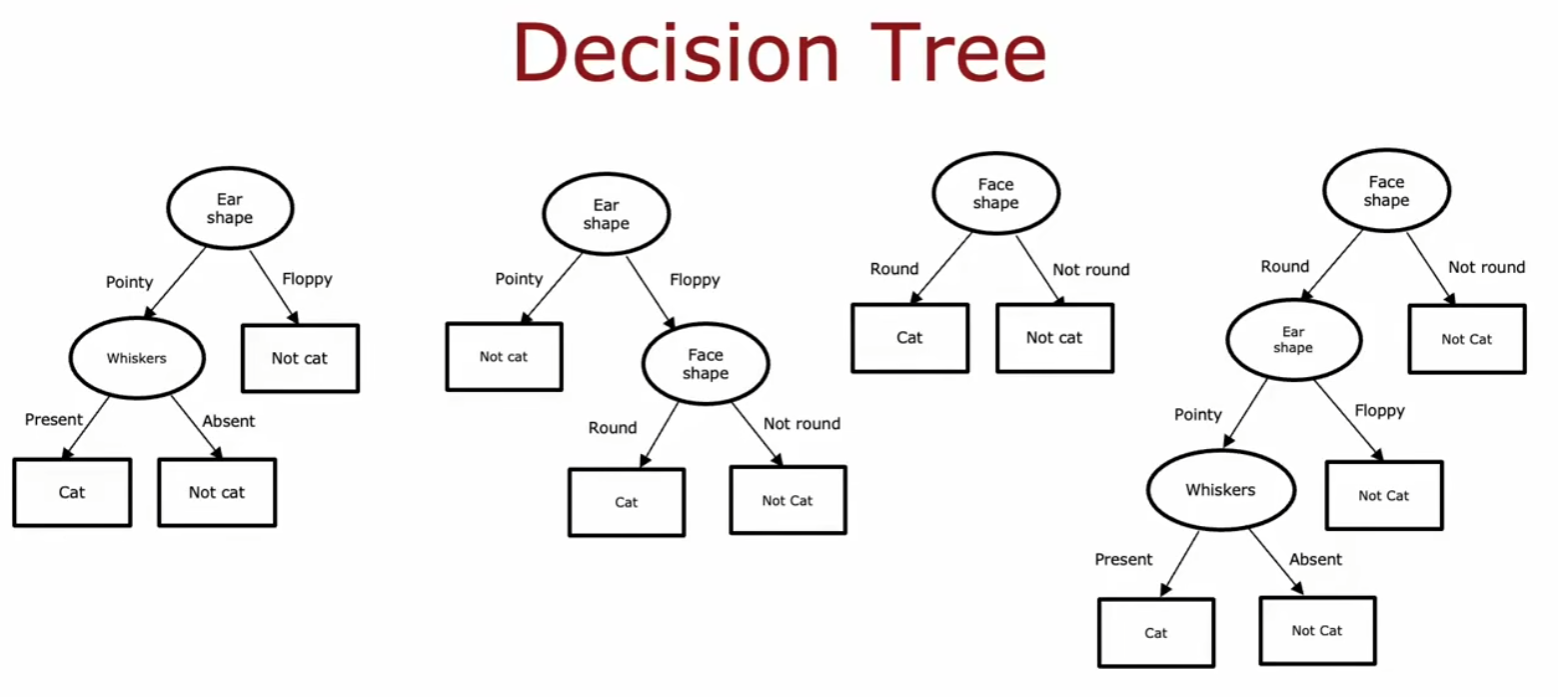 Decision Tree
Ear
shape
Pointy
Floppy
Whiskers
Not cat
Present
Absent
Cat
Not cat
Ear
shape
Pointy
Floppy
Not cat
Face
shape
Round
Not round
Cat
Not Cat
Face
shape
Round
Not round
Cat
Not cat
Face
shape
Round
Not round
Ear
shape
Not Cat
Pointy
Floppy
Whiskers
Not Cat
Present
Absent
Cat
Not Cat